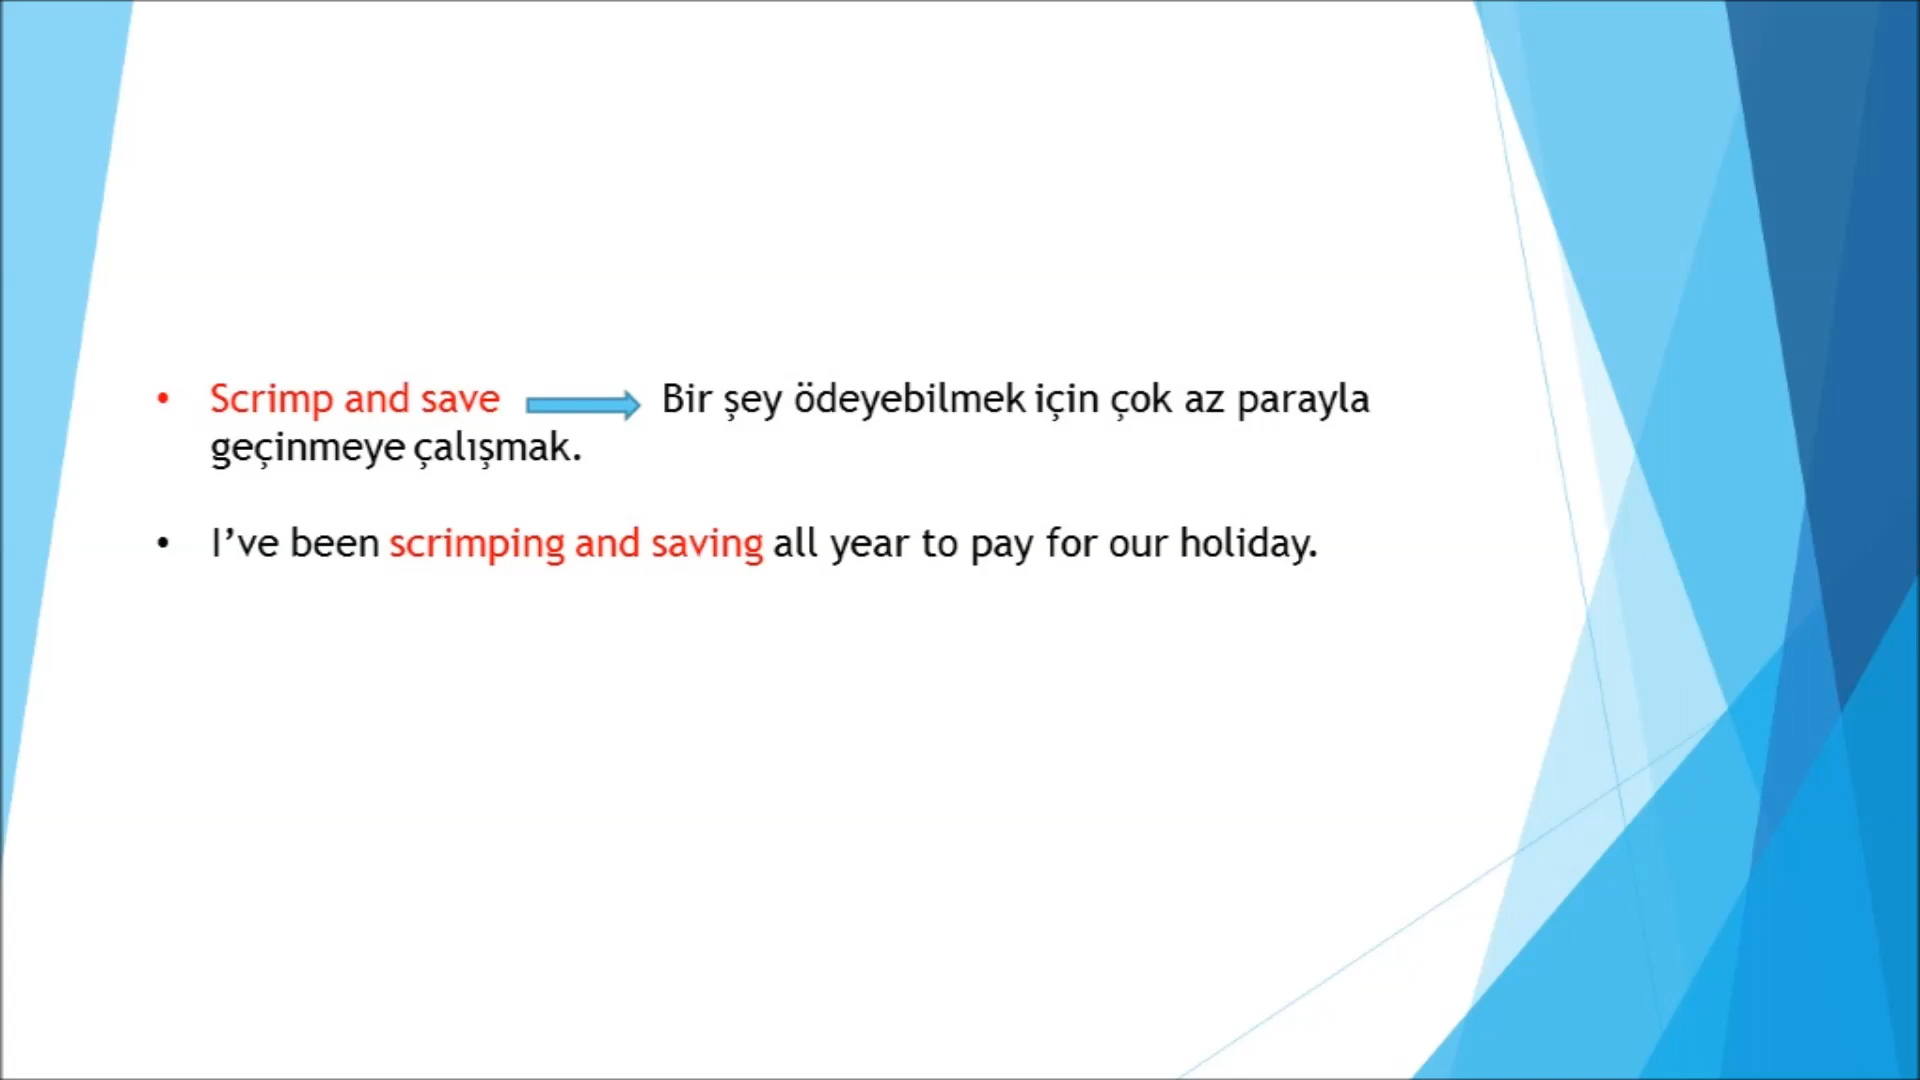 • Scrimp and save Bir şey ödeyebilmek için çok az parayla
geçinmeye çalışmak.
• I’ve been scrimping and saving all year to pay for our holiday.